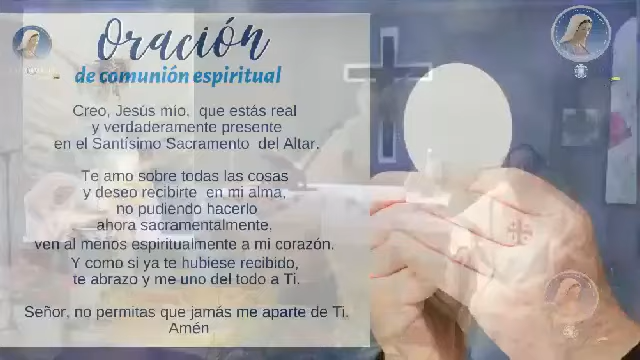 Oración
de comunión espiritual
Creo, Jesús mío, que estás real
y verdaderamente presente
en el Santísimo Sacramento del Altar.
Te amo sobre todas las cosas
y deseo recibirte en mi alma,
no pudiendo hacerlo
ahora sacramentalmente,
ven al menos espiritualmente a mi corazón.
Y como si ya te hubiese recibido,
te abrazo y me uno del todo a Ti.
Señor, no permitas que jamás me aparte de Ti.
Amén